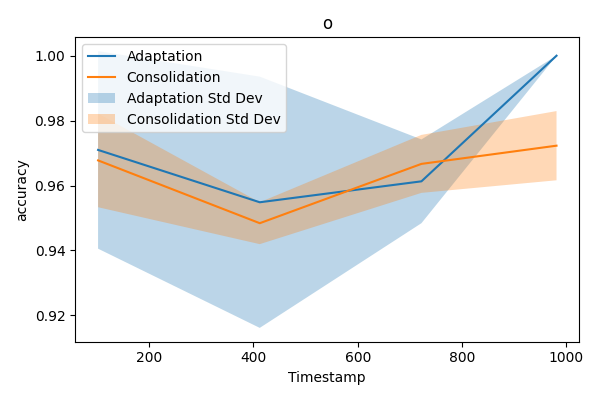 o
Adaptation
Consolidation
Adaptation Std Dev
Consolidation Std Dev
1.00
0.98
0.96
0.94
0.92
accuracy
200
400
600
800
1000
Timestamp